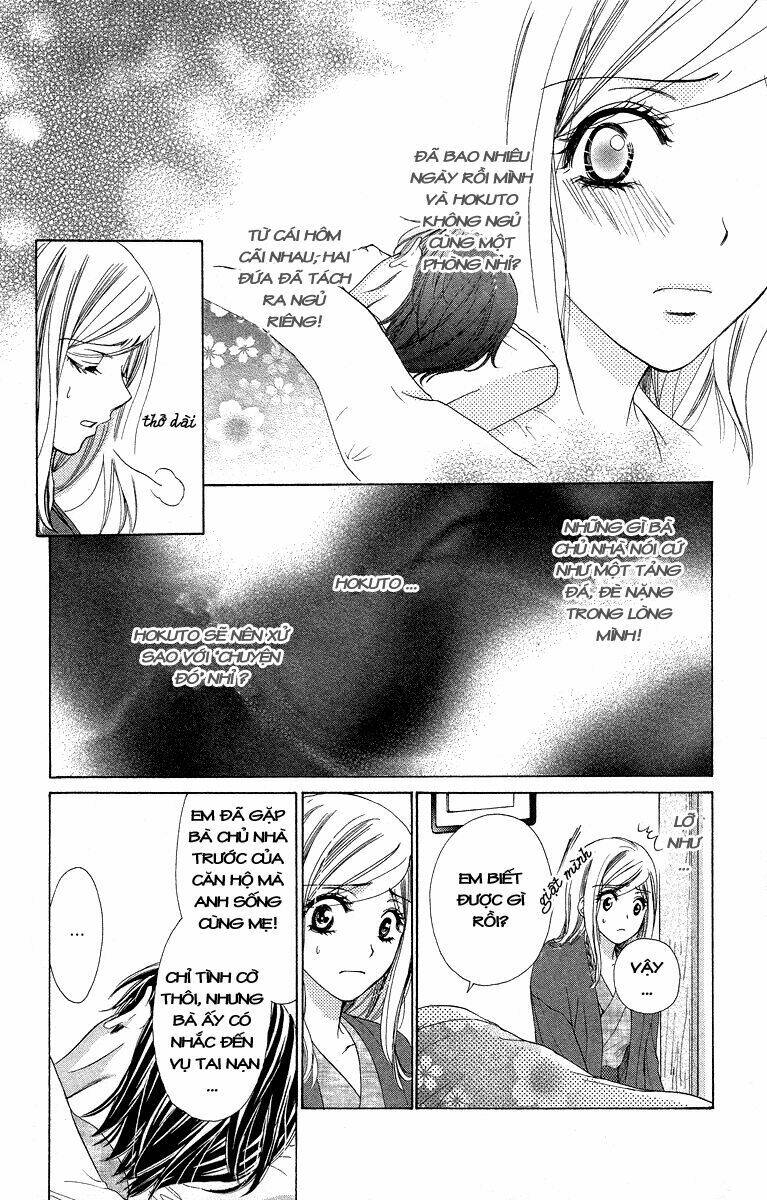 ĐÃ BAO NHIÊU
NGÀY RỒI MÌNH
VÀ HOKUTO
KHÔNG NGỦ
CÙNG MỘT
PHÒNG NHỈ?
TỪ CÁI HÔM
CÃI NHAU, HAI
ĐỨA ĐÃ TÁCH
RA NGỦ
RIÊNG!
thở dài
NHỮNG GÌ BÀ
CHỦ NHÀ NÓI CỨ
NHƯ MỘT TẢNG
ĐÁ, ĐÈ NẶNG
TRONG LÒNG
MÌNH!
HOKUTO ...
HOKUTO SẼ NÊN XỬ
SAO VỚI 'CHUYỆN
ĐÓ' NHỈ ?
LỠ
NHƯ
...
giật mình
VẬY
...
EM BIẾT
ĐƯỢC GÌ
RỒI?
EM ĐÃ GẶP
BÀ CHỦ NHÀ
TRƯỚC CỦA
CĂN HỘ MÀ
ANH SỐNG
CÙNG MẸ!
CHỈ TÌNH CỜ
THÔI, NHƯNG
BÀ ẤY CÓ
NHẮC ĐẾN
VỤ TAI NẠN
...
...